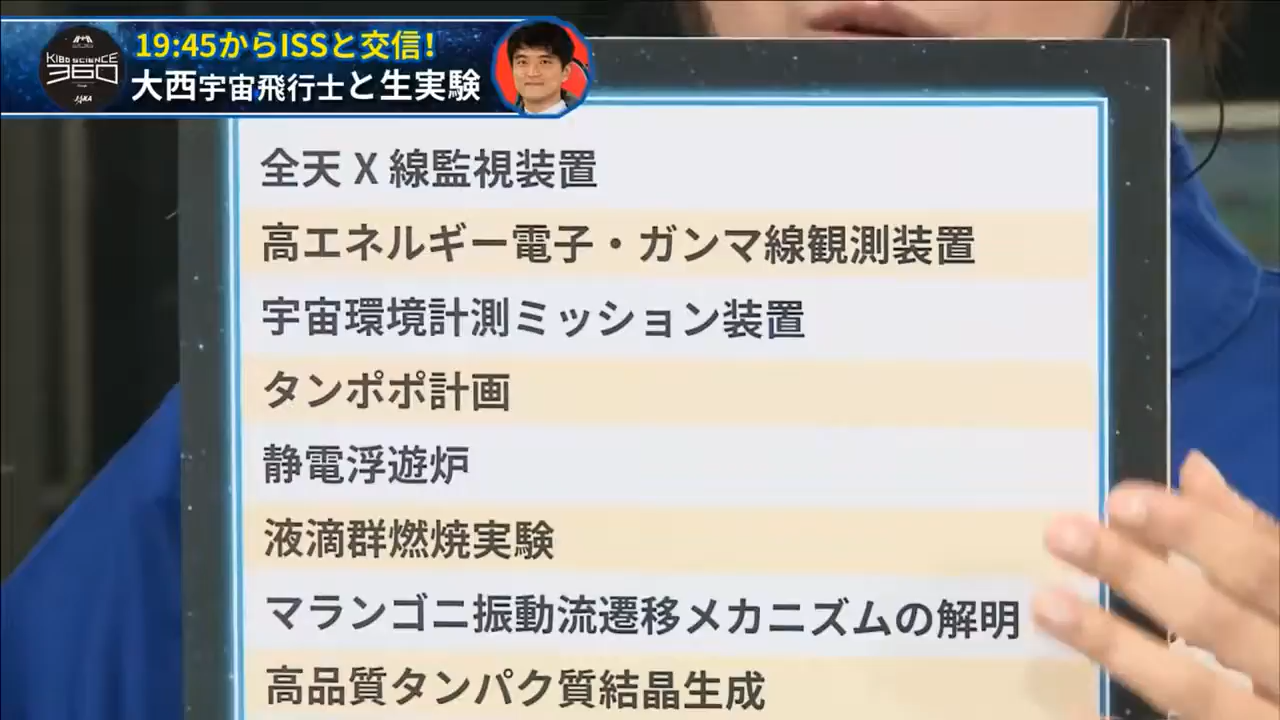 19:45からISSと交信！
KIBO SCIENCE
360
JAXA
大西宇宙飛行士と生実験
全天 X 線監視装置
高エネルギー電子・ガンマ線観測装置
宇宙環境計測ミッション装置
タンポポ計画
静電浮遊炉
液滴群燃焼実験
マランゴニ振動流遷移メカニズムの解明
高品質タンパク質結晶生成